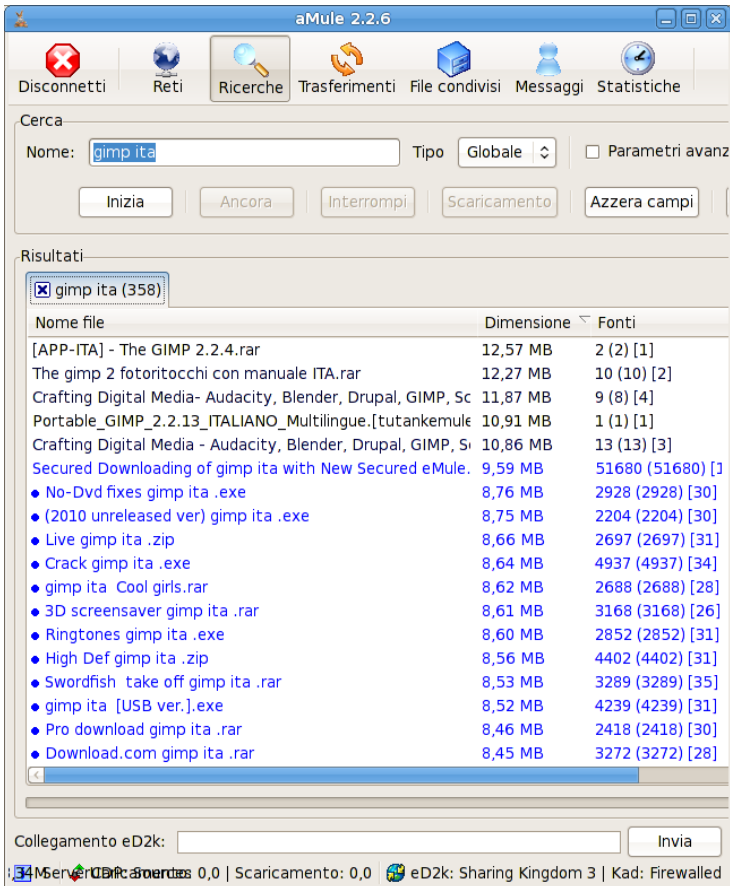 aMule 2.2.6
Disconnetti Reti Ricerche Trasferimenti File condivisi Messaggi Statistiche
Cerca
Nome: gimp ita Tipo Globale Parametri avanz
Inizia Ancora Interrompi Scaricamento Azzera campi
Risultati
gimp ita (358)
Nome file Dimensione Fonti
[APP-ITA] - The GIMP 2.2.4.rar 12,57 MB 2 (2) [1]
The gimp 2 fotoritocchi con manuale ITA.rar 12,27 MB 10 (10) [2]
Crafting Digital Media- Audacity, Blender, Drupal, GIMP, Sc 11,87 MB 9 (8) [4]
Portable_GIMP_2.2.13_ITALIANO_Multilingue.[tutankemule 10,91 MB 1 (1) [1]
Crafting Digital Media - Audacity, Blender, Drupal, GIMP, S 10,86 MB 13 (13) [3]
Secured Downloading of gimp ita with New Secured eMule. 9,59 MB 51680 (51680) [1
No-Dvd fixes gimp ita .exe 8,76 MB 2928 (2928) [30]
(2010 unreleased ver) gimp ita .exe 8,75 MB 2204 (2204) [30]
Live gimp ita .zip 8,66 MB 2697 (2697) [31]
Crack gimp ita .exe 8,64 MB 4937 (4937) [34]
gimp ita  Cool girls.rar 8,62 MB 2688 (2688) [28]
3D screensaver gimp ita .rar 8,61 MB 3168 (3168) [26]
Ringtones gimp ita .exe 8,60 MB 2852 (2852) [31]
High Def gimp ita .zip 8,56 MB 4402 (4402) [31]
Swordfish  take off gimp ita .rar 8,53 MB 3289 (3289) [35]
gimp ita  [USB ver.].exe 8,52 MB 4239 (4239) [31]
Pro download gimp ita .rar 8,46 MB 2418 (2418) [30]
Download.com gimp ita .rar 8,45 MB 3272 (3272) [28]
Collegamento eD2k: Invia
0,0 | Scaricamento: 0,0 eD2k: Sharing Kingdom 3 | Kad: Firewalled